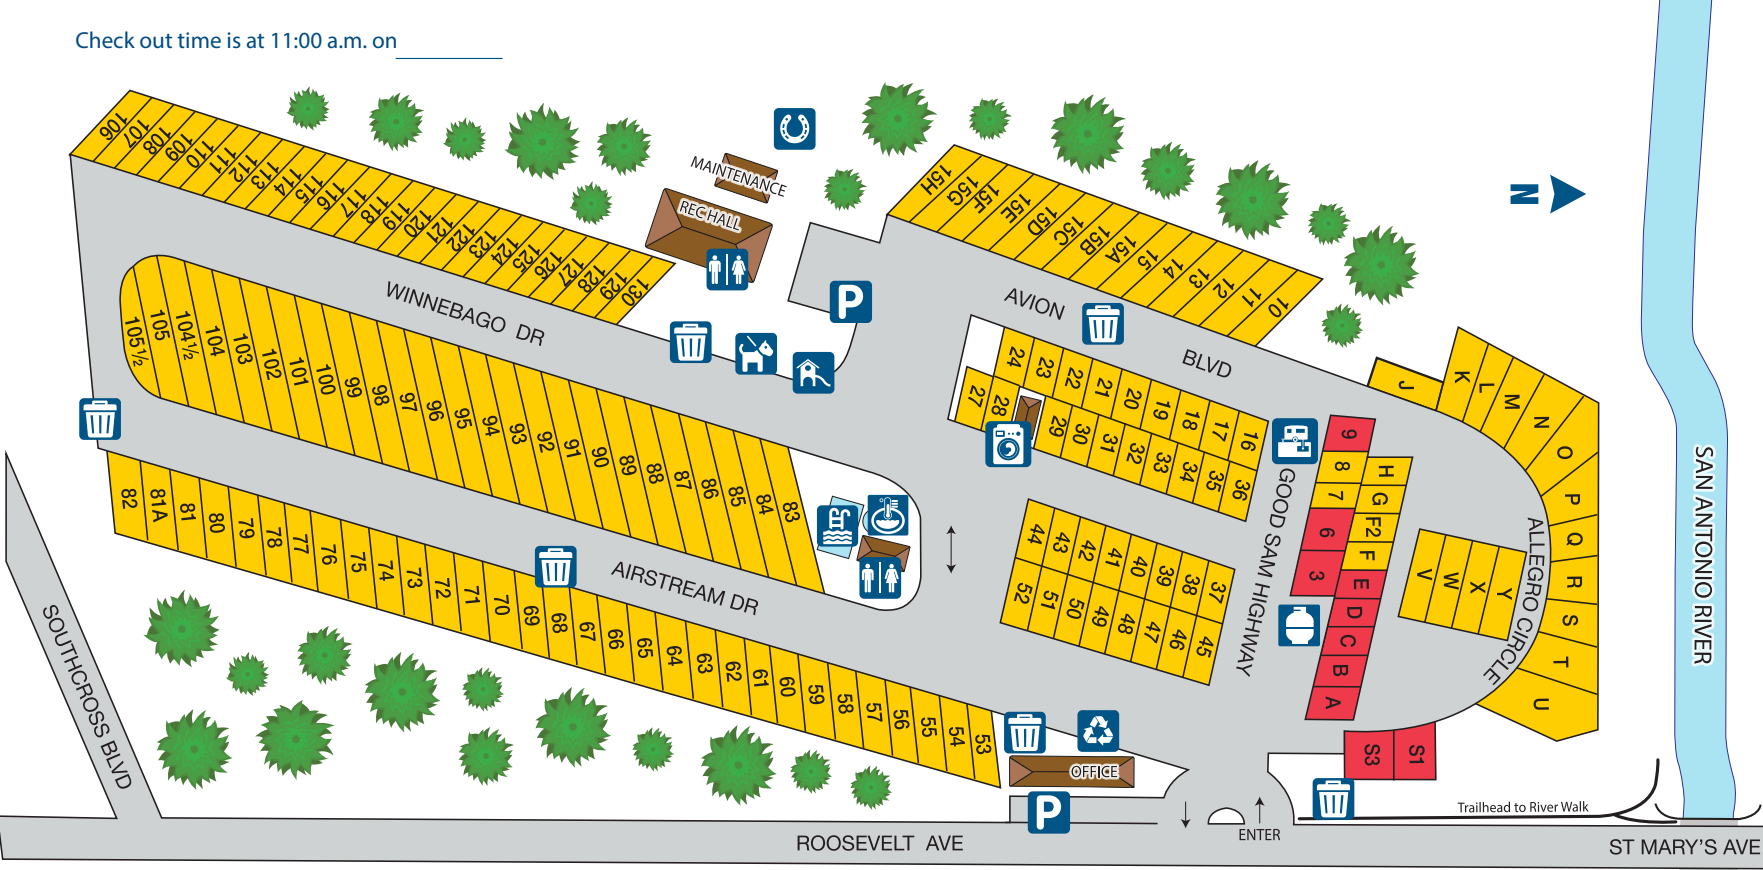 Check out time is at 11:00 a.m. on
106
107
108
109
110
111
112
113
114
115
116
117
118
119
120
121
122
123
124
125
126
127
128
129
130
MAINTENANCE
REC HALL
P
15H
15G
15F
15E
15D
15C
15B
15A
15
14
13
12
11
10
N
WINNEBAGO DR
AVION BLVD
105½
105
104½
104
103
102
101
100
99
98
97
96
95
94
93
92
91
90
89
88
87
86
85
84
83
24
23
22
21
20
19
18
17
16
27
28
29
30
31
32
33
34
35
36
44
43
42
41
40
39
38
37
52
51
50
49
48
47
46
45
GOOD SAM HIGHWAY
9
8
7
6
3
H
G
F2
F
E
D
C
B
A
J
K
L
M
N
O
P
Q
R
S
T
U
V
W
X
Y
ALLEGRO CIRCLE
SAN ANTONIO RIVER
82
81A
81
80
79
78
77
76
75
74
73
72
71
70
69
68
67
66
65
64
63
62
61
60
59
58
57
56
55
54
53
AIRSTREAM DR
SOUTHCROSS BLVD
OFFICE
P
S3
S1
Trailhead to River Walk
ENTER
ROOSEVELT AVE
ST MARY'S AVE